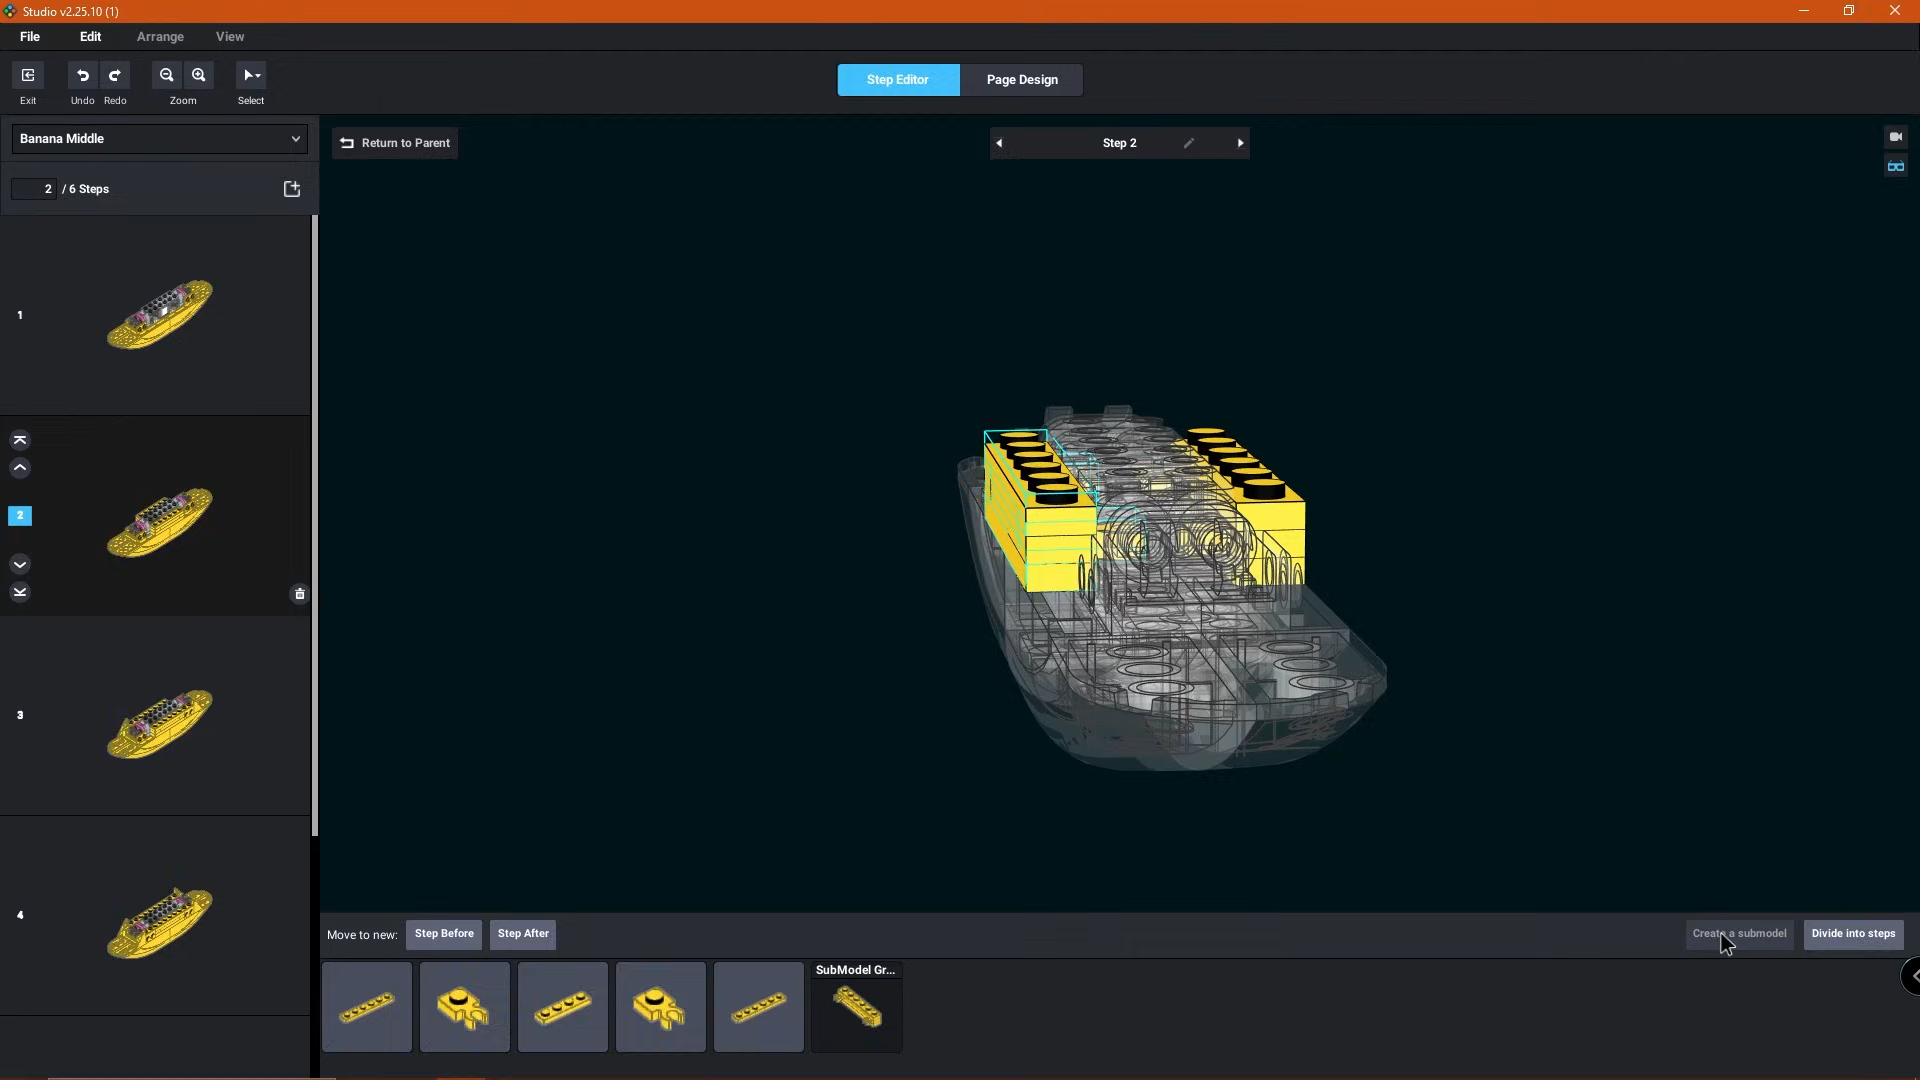 Studio v2.25.10 (1)
File Edit Arrange View
Exit Undo Redo Zoom Select
Step Editor Page Design
Banana Middle
Return to Parent
Step 2
2 / 6 Steps
1
2
3
4
Move to new: Step Before Step After
Create a submodel Divide into steps
SubModel Gr...